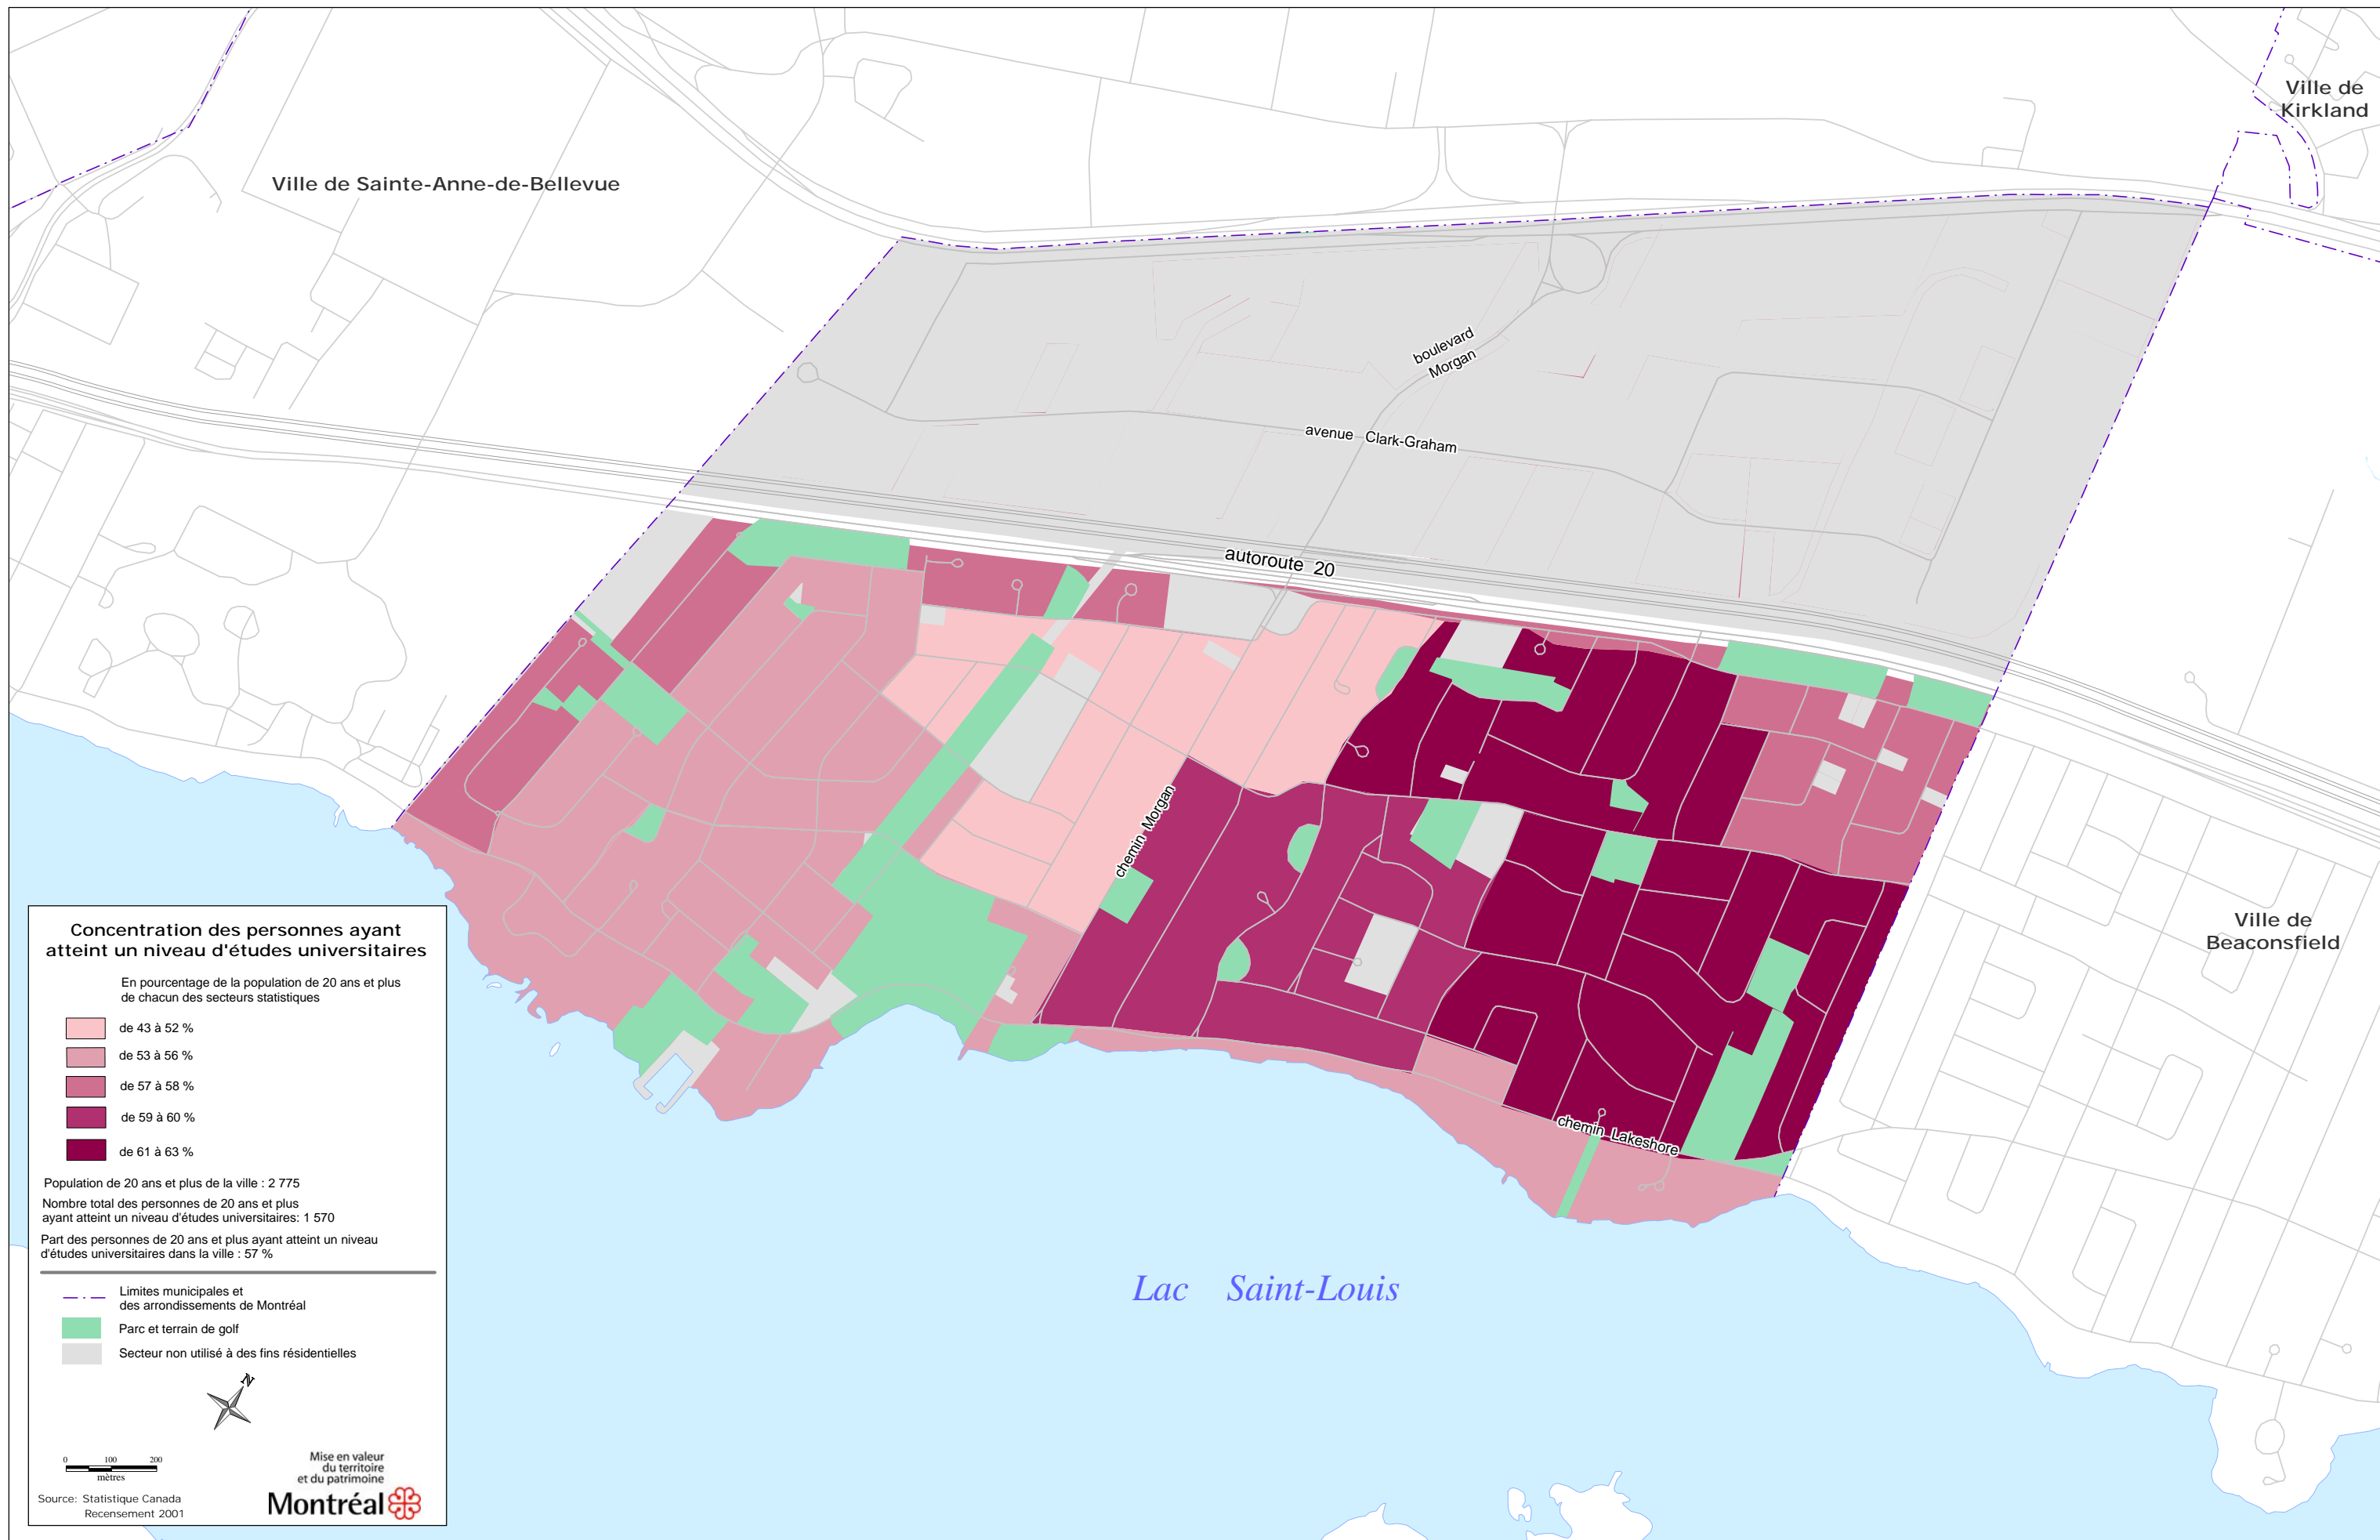 Ville de
Kirkland
Ville de Sainte-Anne-de-Bellevue
boulevard
Morgan
avenue Clark-Graham
autoroute 20
chemin Morgan
Ville de
Beaconsfield
chemin Lakeshore
Lac Saint-Louis
Concentration des personnes ayant
atteint un niveau d'études universitaires
En pourcentage de la population de 20 ans et plus
de chacun des secteurs statistiques
de 43 à 52 %
de 53 à 56 %
de 57 à 58 %
de 59 à 60 %
de 61 à 63 %
Population de 20 ans et plus de la ville : 2 775
Nombre total des personnes de 20 ans et plus
ayant atteint un niveau d'études universitaires: 1 570
Part des personnes de 20 ans et plus ayant atteint un niveau
d'études universitaires dans la ville : 57 %
Limites municipales et
des arrondissements de Montréal
Parc et terrain de golf
Secteur non utilisé à des fins résidentielles
N
0 100 200
mètres
Mise en valeur
du territoire
et du patrimoine
Montréal
Source: Statistique Canada
Recensement 2001